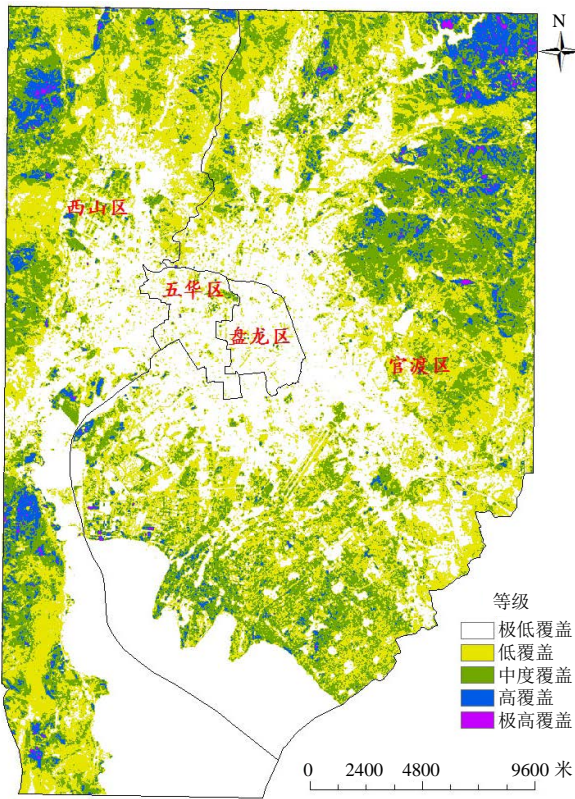 N
西山区
五华区
盘龙区
官渡区
等级
极低覆盖
低覆盖
中度覆盖
高覆盖
极高覆盖
0 2400 4800 9600 米